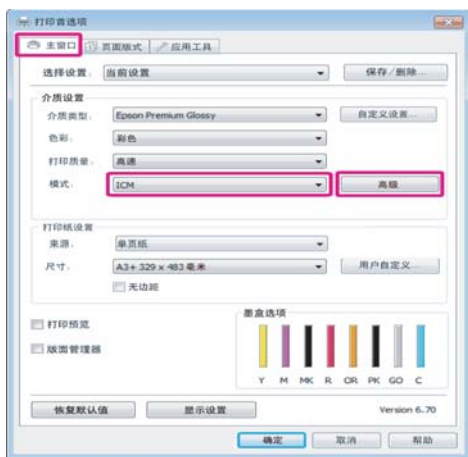 打印首选项
主窗口 页面版式 应用工具
选择设置: 当前设置 保存/删除...
介质设置
介质类型: Epson Premium Glossy 自定义设置...
色彩: 彩色
打印质量: 高速
模式: ICM 高级
打印纸设置
来源: 单页纸
尺寸: A3+ 329 x 483 毫米 用户自定义...
无边距
打印预览
版面管理器
墨盒选项
Y M MK R OR PK GO C
恢复默认值 显示设置 Version 6.70
确定 取消 帮助